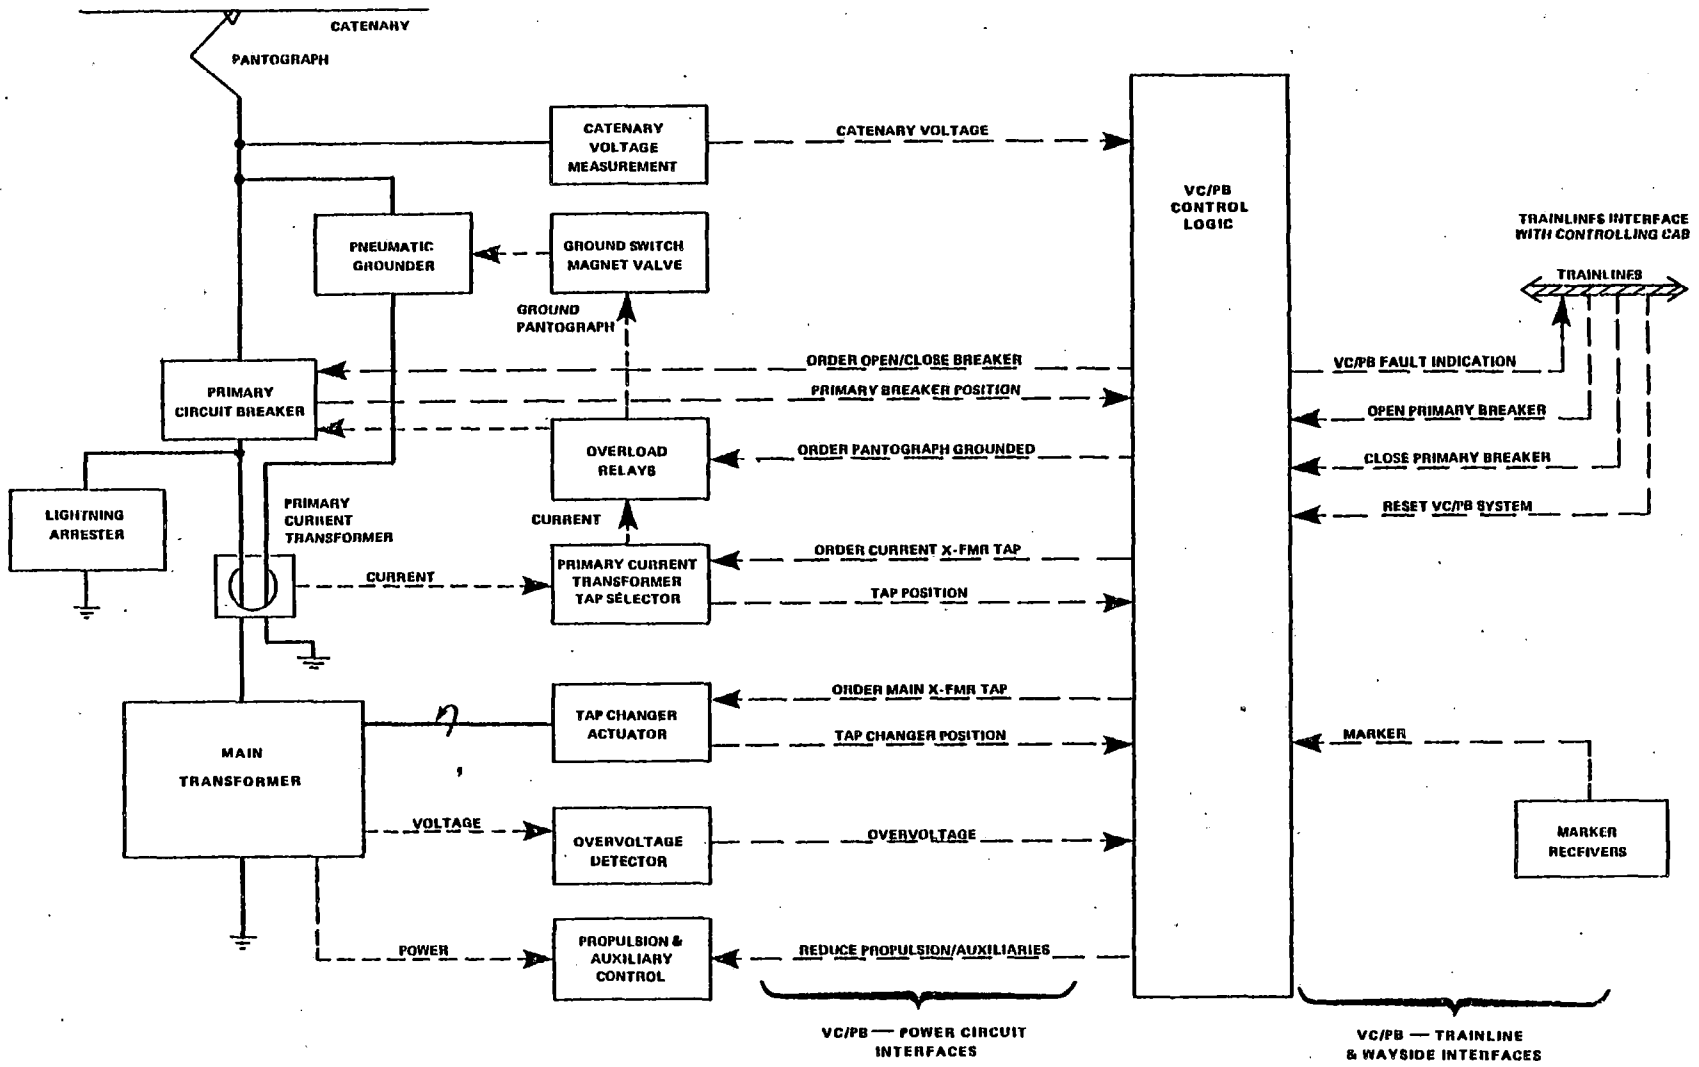 CATENARY
PANTOGRAPH
CATENARY
VOLTAGE
MEASUREMENT
CATENARY VOLTAGE
VC/PB
CONTROL
LOGIC
TRAINLINES INTERFACE
WITH CONTROLLING CAB
TRAINLINES
PNEUMATIC
GROUNDER
GROUND SWITCH
MAGNET VALVE
GROUND
PANTOGRAPH
PRIMARY
CIRCUIT BREAKER
ORDER OPEN/CLOSE BREAKER
PRIMARY BREAKER POSITION
VC/PB FAULT INDICATION
OPEN PRIMARY BREAKER
OVERLOAD
RELAYS
ORDER PANTOGRAPH GROUNDED
CLOSE PRIMARY BREAKER
LIGHTNING
ARRESTER
PRIMARY
CURRENT
TRANSFORMER
CURRENT
RESET VC/PB SYSTEM
CURRENT
PRIMARY CURRENT
TRANSFORMER
TAP SELECTOR
ORDER CURRENT X-FMR TAP
TAP POSITION
MAIN
TRANSFORMER
TAP CHANGER
ACTUATOR
ORDER MAIN X-FMR TAP
TAP CHANGER POSITION
MARKER
VOLTAGE
OVERVOLTAGE
DETECTOR
OVERVOLTAGE
MARKER
RECEIVERS
POWER
PROPULSION &
AUXILIARY
CONTROL
REDUCE PROPULSION/AUXILIARIES
VC/PB — POWER CIRCUIT
INTERFACES
VC/PB — TRAINLINE
& WAYSIDE INTERFACES